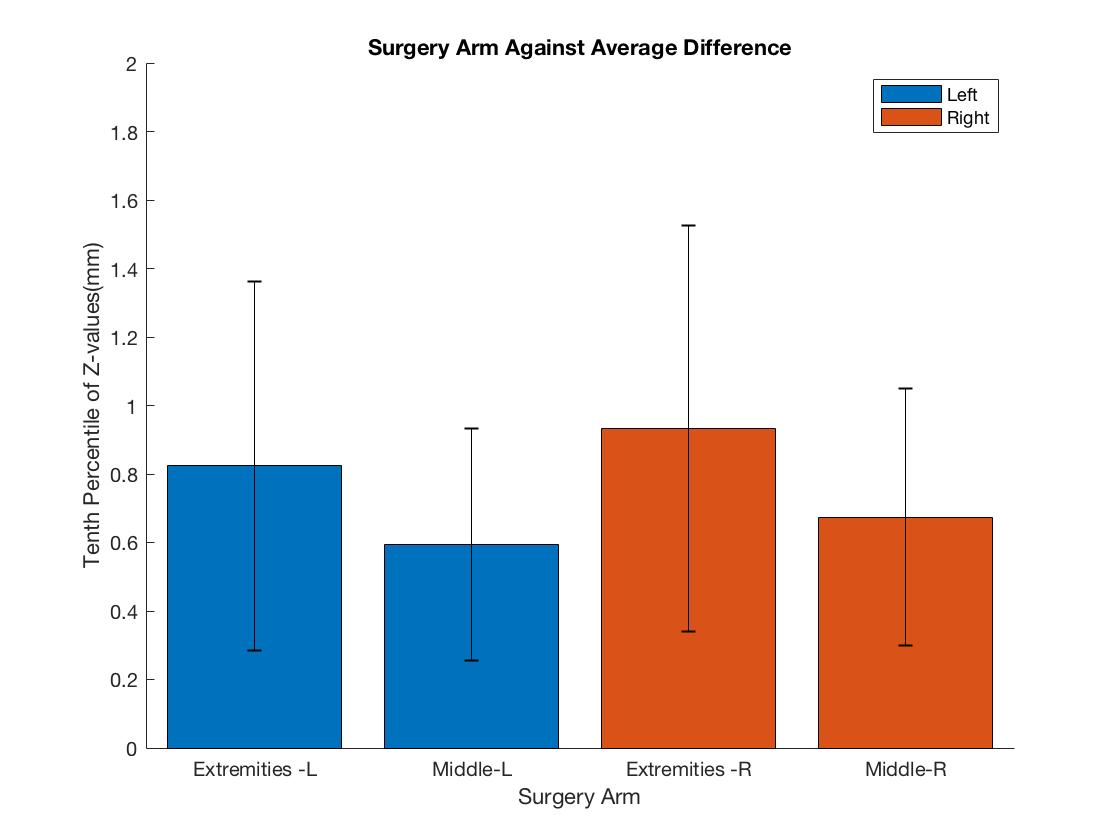 Surgery Arm Against Average Difference
Left
Right
Tenth Percentile of Z-values(mm)
2
1.8
1.6
1.4
1.2
1
0.8
0.6
0.4
0.2
0
Extremities -L Middle-L Extremities -R Middle-R
Surgery Arm